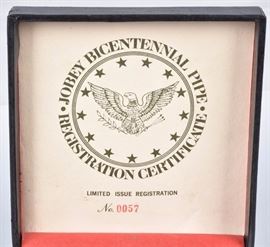 • JOBEY BICENTENNIAL PIPE •
REGISTRATION CERTIFICATE
LIMITED ISSUE REGISTRATION
No. 0057